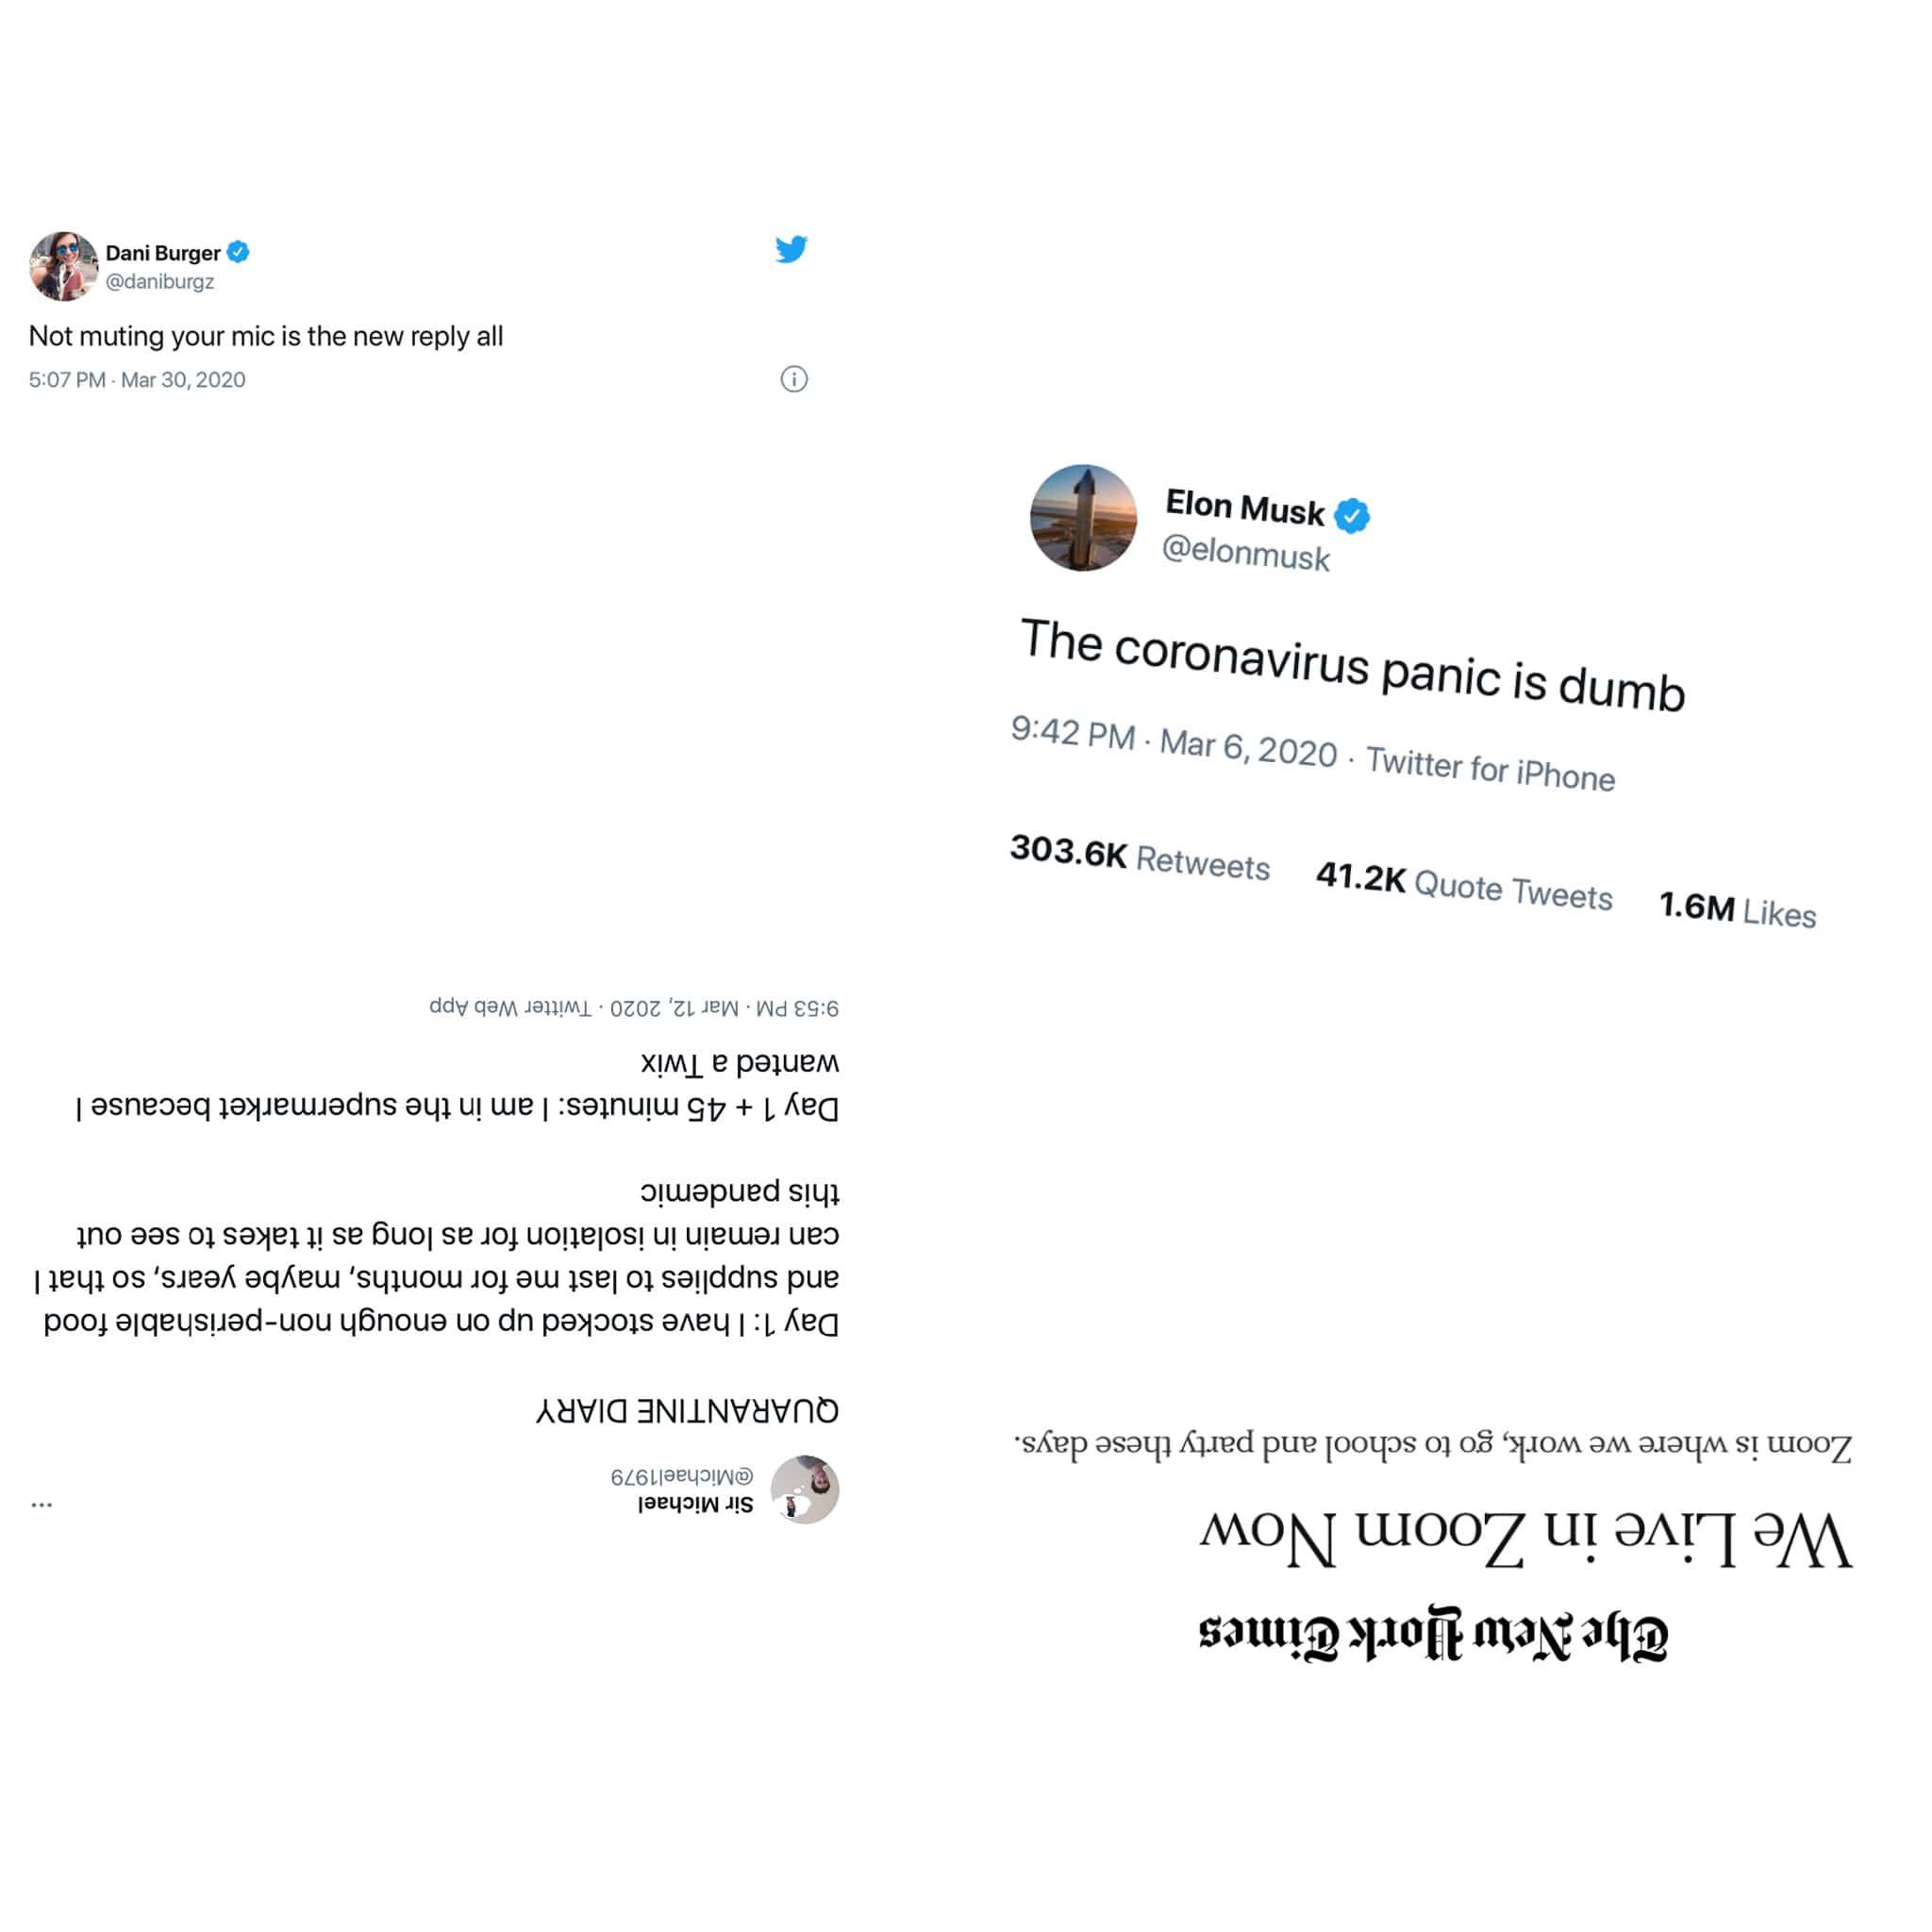 Dani Burger
@daniburgz
Not muting your mic is the new reply all
5:07 PM · Mar 30, 2020
Elon Musk
@elonmusk
The coronavirus panic is dumb
9:42 PM · Mar 6, 2020 · Twitter for iPhone
303.6K Retweets 41.2K Quote Tweets 1.6M Likes
Sir Michael
@Michael1979
QUARANTINE DIARY
Day 1: I have stocked up on enough non-perishable food
and supplies to last me for months, maybe years, so that I
can remain in isolation for as long as it takes to see out
this pandemic
Day 1 + 45 minutes: I am in the supermarket because I
wanted a Twix
9:53 PM · Mar 12, 2020 · Twitter Web App
The New York Times
We Live in Zoom Now
Zoom is where we work, go to school and party these days.